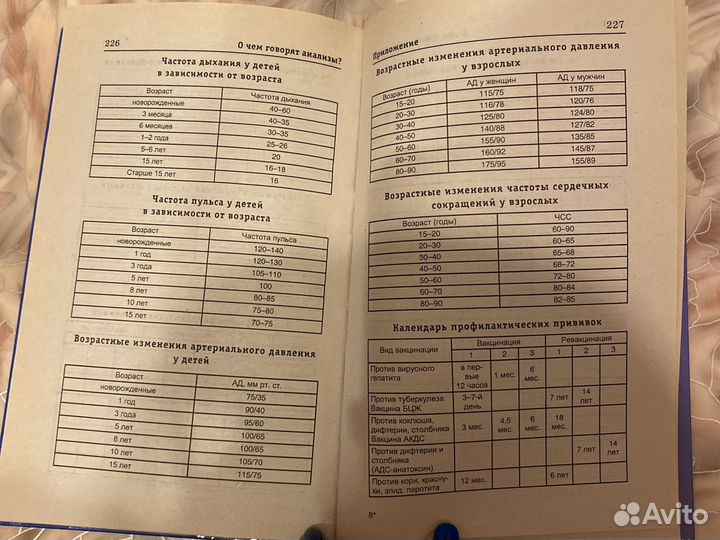 226 О чем говорят анализы?
Частота дыхания у детей
в зависимости от возраста
Возраст Частота дыхания
новорожденные 40–60
3 месяца 40–35
6 месяцев 30–35
1–2 года 25–26
5–6 лет 20
15 лет 16–18
Старше 15 лет 16
Частота пульса у детей
в зависимости от возраста
Возраст Частота пульса
новорожденные 120–140
1 год 120–130
3 года 105–110
5 лет 100
8 лет 80–85
10 лет 75–80
15 лет 70–75
Возрастные изменения артериального давления
у детей
Возраст АД, мм рт. ст.
новорожденные 75/35
1 год 90/40
3 года 95/60
5 лет 100/65
8 лет 100/65
10 лет 105/70
15 лет 115/75
Приложение 227
Возрастные изменения артериального давления
у взрослых
Возраст (годы) АД у женщин АД у мужчин
15–20 115/75 118/75
20–30 116/78 120/76
30–40 125/80 124/80
40–50 140/88 127/82
50–60 155/90 135/85
60–70 160/92 145/87
80–90 175/95 155/89
Возрастные изменения частоты сердечных
сокращений у взрослых
Возраст (годы) ЧСС
15–20 60–90
20–30 60–65
30–40 65–68
40–50 68–72
50–60 72–80
60–80 80–84
80–90 82–85
Календарь профилактических прививок
Вид вакцинации Вакцинация Ревакцинация
1 2 3 1 2 3
Против вирусного в пер- 1 мес. 6
гепатита вые мес.
12 часов
Против туберкулеза 3–7-й 7 лет 14
Вакцина БЦЖ день лет
Против коклюша, 3 мес. 4,5 6 18
дифтерии, столбняка мес. мес. мес.
Вакцина АКДС
Против дифтерии и 7 лет 14
столбняка лет
(АДС-анатоксин)
Против кори, красну- 12 мес. 6 лет
хи, эпид. паротита
8*
Avito